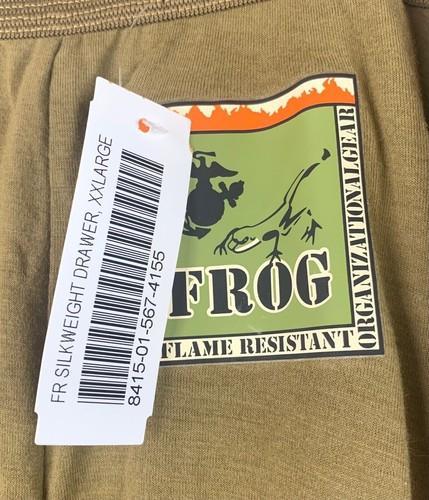 FR SILKWEIGHT DRAWER, XXLARGE
8415-01-567-4155
FROG
FLAME RESISTANT
ORGANIZATIONALGEAR